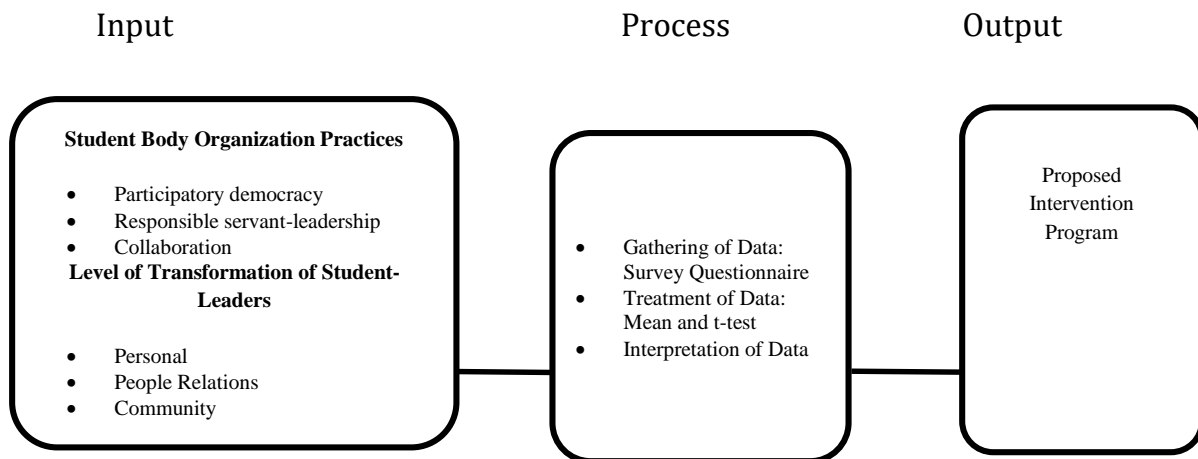 Input
Process
Output
Student Body Organization Practices
• Participatory democracy
• Responsible servant-leadership
• Collaboration
Level of Transformation of Student-
Leaders
• Personal
• People Relations
• Community
• Gathering of Data:
Survey Questionnaire
• Treatment of Data:
Mean and t-test
• Interpretation of Data
Proposed
Intervention
Program